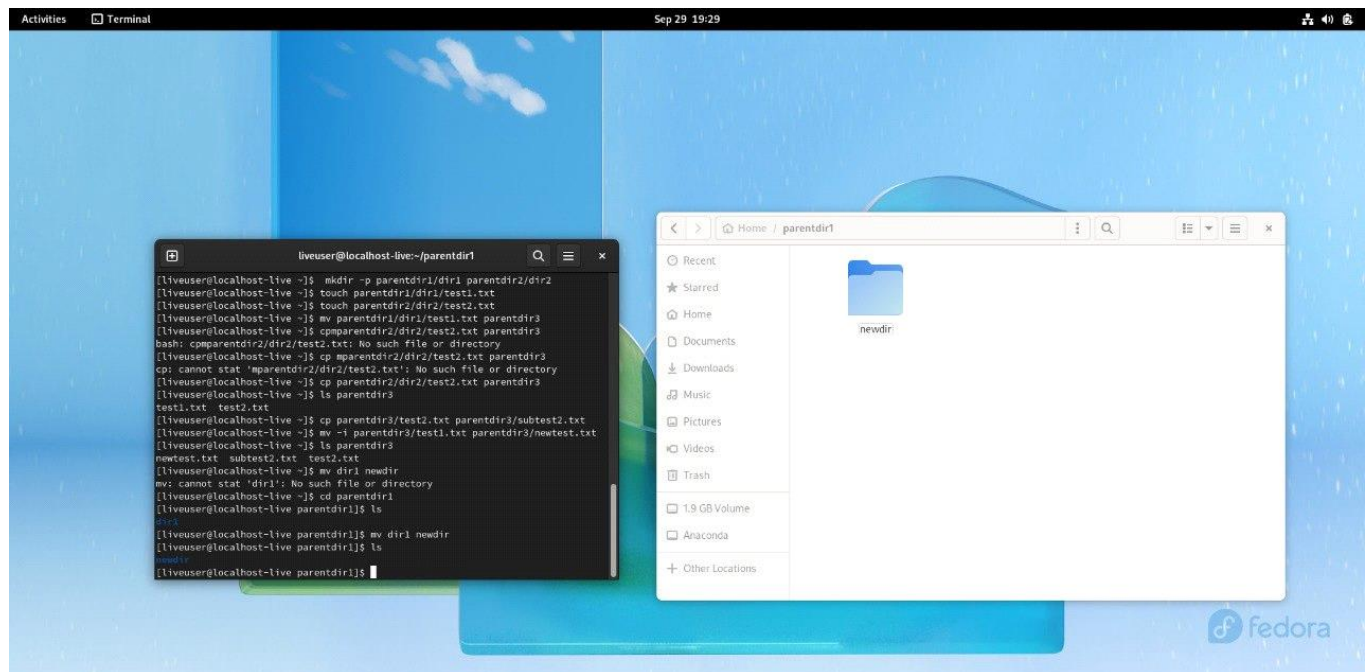 Activities Terminal Sep 29 19:29
liveuser@localhost-live:~/parentdir1
[liveuser@localhost-live ~]$  mkdir -p parentdir1/dir1 parentdir2/dir2
[liveuser@localhost-live ~]$ touch parentdir1/dir1/test1.txt
[liveuser@localhost-live ~]$ touch parentdir2/dir2/test2.txt
[liveuser@localhost-live ~]$ mv parentdir1/dir1/test1.txt parentdir3
[liveuser@localhost-live ~]$ cpmparentdir2/dir2/test2.txt parentdir3
bash: cpmparentdir2/dir2/test2.txt: No such file or directory
[liveuser@localhost-live ~]$ cp mparentdir2/dir2/test2.txt parentdir3
cp: cannot stat 'mparentdir2/dir2/test2.txt': No such file or directory
[liveuser@localhost-live ~]$ cp parentdir2/dir2/test2.txt parentdir3
[liveuser@localhost-live ~]$ ls parentdir3
test1.txt  test2.txt
[liveuser@localhost-live ~]$ cp parentdir3/test2.txt parentdir3/subtest2.txt
[liveuser@localhost-live ~]$ mv -i parentdir3/test1.txt parentdir3/newtest.txt
[liveuser@localhost-live ~]$ ls parentdir3
newtest.txt  subtest2.txt  test2.txt
[liveuser@localhost-live ~]$ mv dir1 newdir
mv: cannot stat 'dir1': No such file or directory
[liveuser@localhost-live ~]$ cd parentdir1
[liveuser@localhost-live parentdir1]$ ls
dir1
[liveuser@localhost-live parentdir1]$ mv dir1 newdir
[liveuser@localhost-live parentdir1]$ ls
newdir
[liveuser@localhost-live parentdir1]$
Home / parentdir1
Recent
Starred
Home
Documents
Downloads
Music
Pictures
Videos
Trash
1.9 GB Volume
Anaconda
+ Other Locations
newdir
fedora